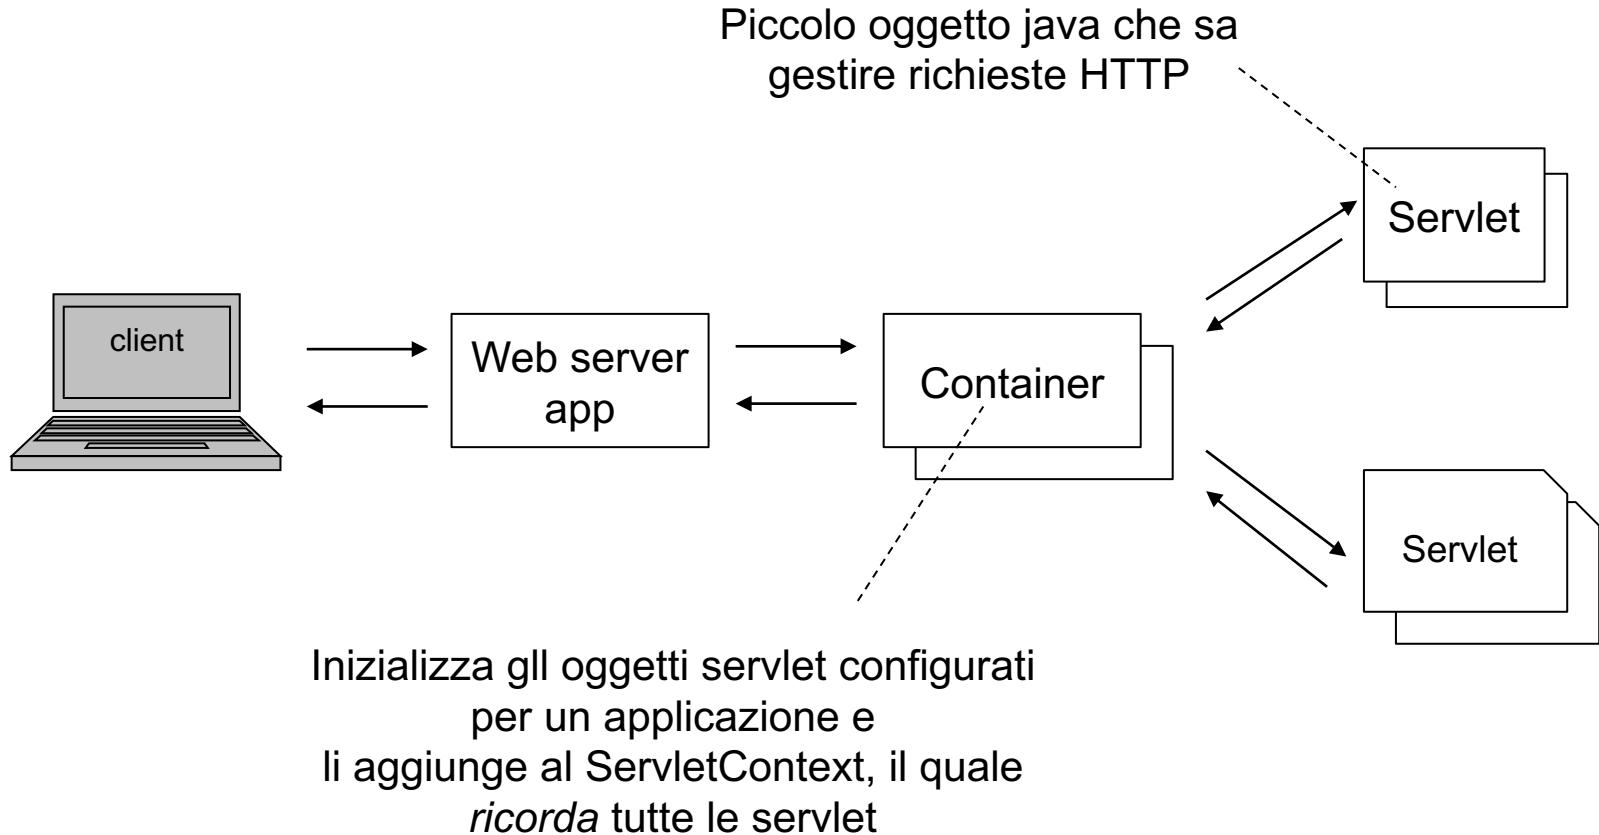 Piccolo oggetto java che sa
gestire richieste HTTP
Servlet
client
Web server
app
Container
Servlet
Inizializza gll oggetti servlet configurati
per un applicazione e
li aggiunge al ServletContext, il quale
ricorda tutte le servlet